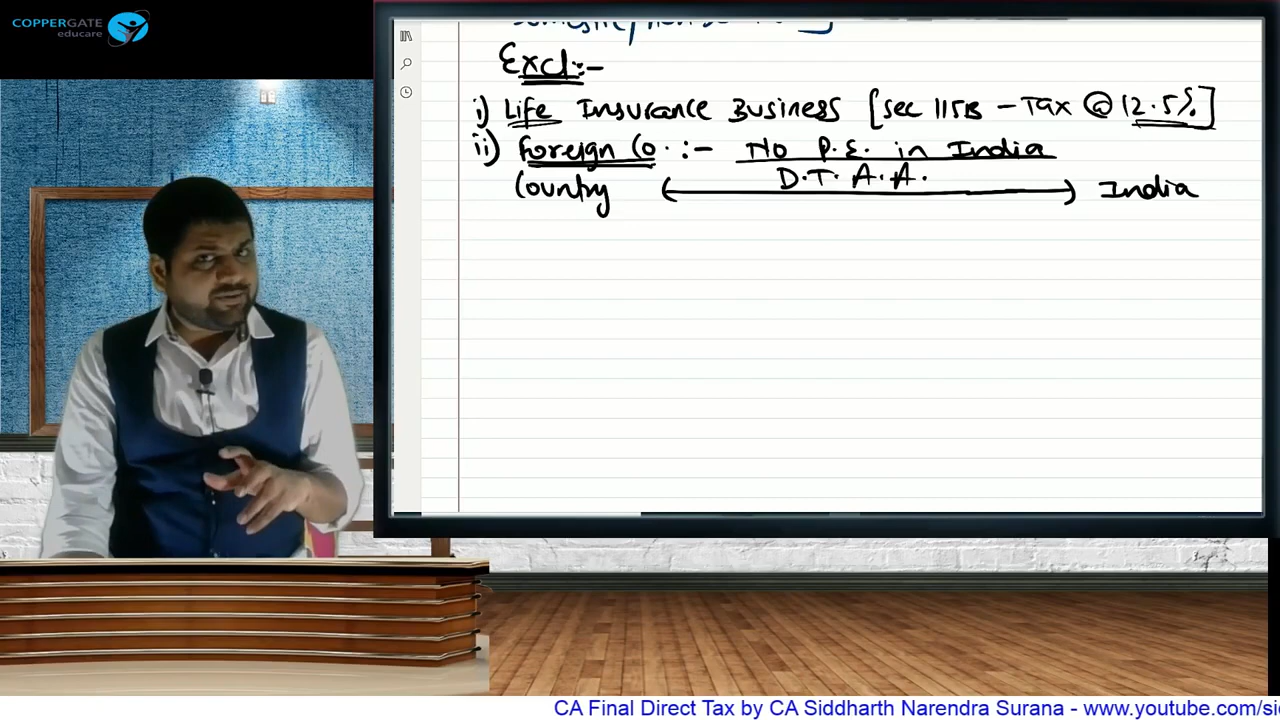 COPPERGATE
educare
Excl:-
i) Life Insurance Business [Sec 115B - Tax @ 12.5%]
ii) Foreign Co. :- No P.E. in India
D.T.A.A.
Country India
CA Final Direct Tax by CA Siddharth Narendra Surana - www.youtube.com/si